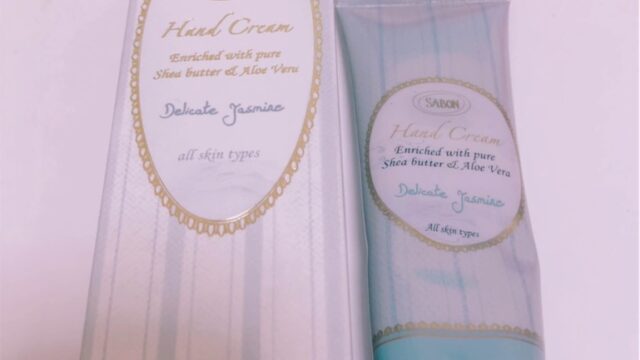 Hand Cream
Enriched with pure
Shea butter & Aloe Vera
Delicate Jasmine
all skin types
SABON
Hand Cream
Enriched with pure
Shea butter & Aloe Vera
Delicate Jasmine
All skin types